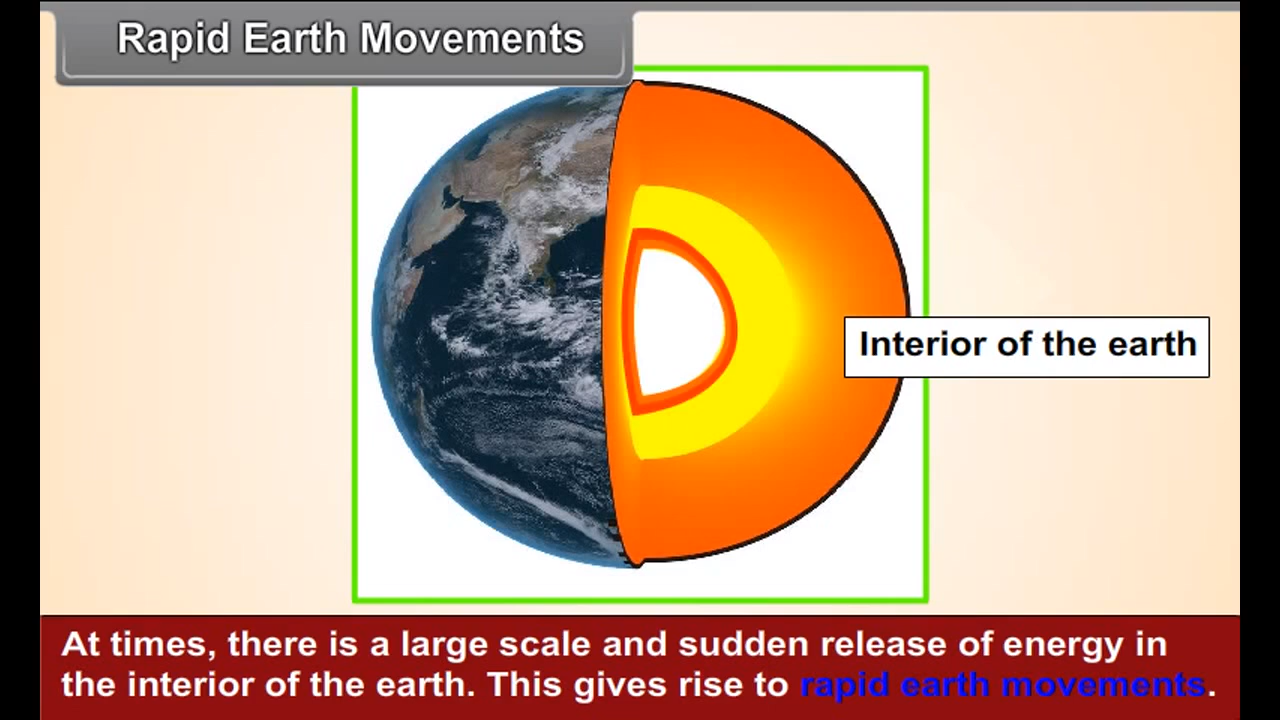 Rapid Earth Movements
Interior of the earth
At times, there is a large scale and sudden release of energy in
the interior of the earth. This gives rise to rapid earth movements.